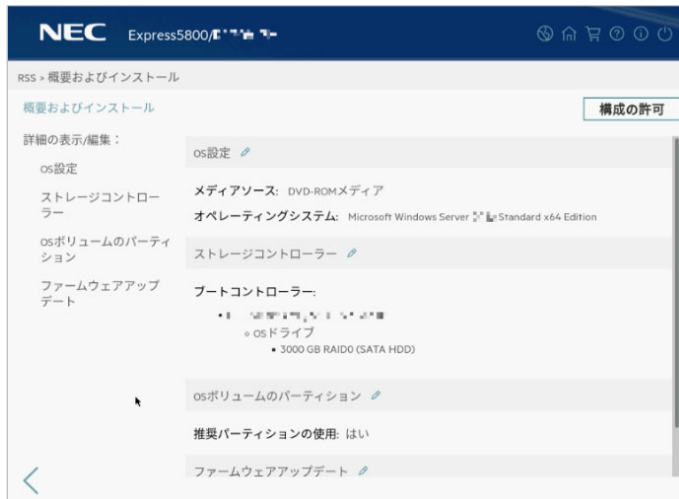 NEC Express5800/
RSS > 概要およびインストール
概要およびインストール
構成の許可
詳細の表示/編集：
OS設定
ストレージコントロー
ラー
OSボリュームのパーティ
ション
ファームウェアアップ
デート
OS設定
メディアソース: DVD-ROMメディア
オペレーティングシステム: Microsoft Windows Server Standard x64 Edition
ストレージコントローラー
ブートコントローラー:
OSドライブ
3000 GB RAID0 (SATA HDD)
OSボリュームのパーティション
推奨パーティションの使用: はい
ファームウェアアップデート